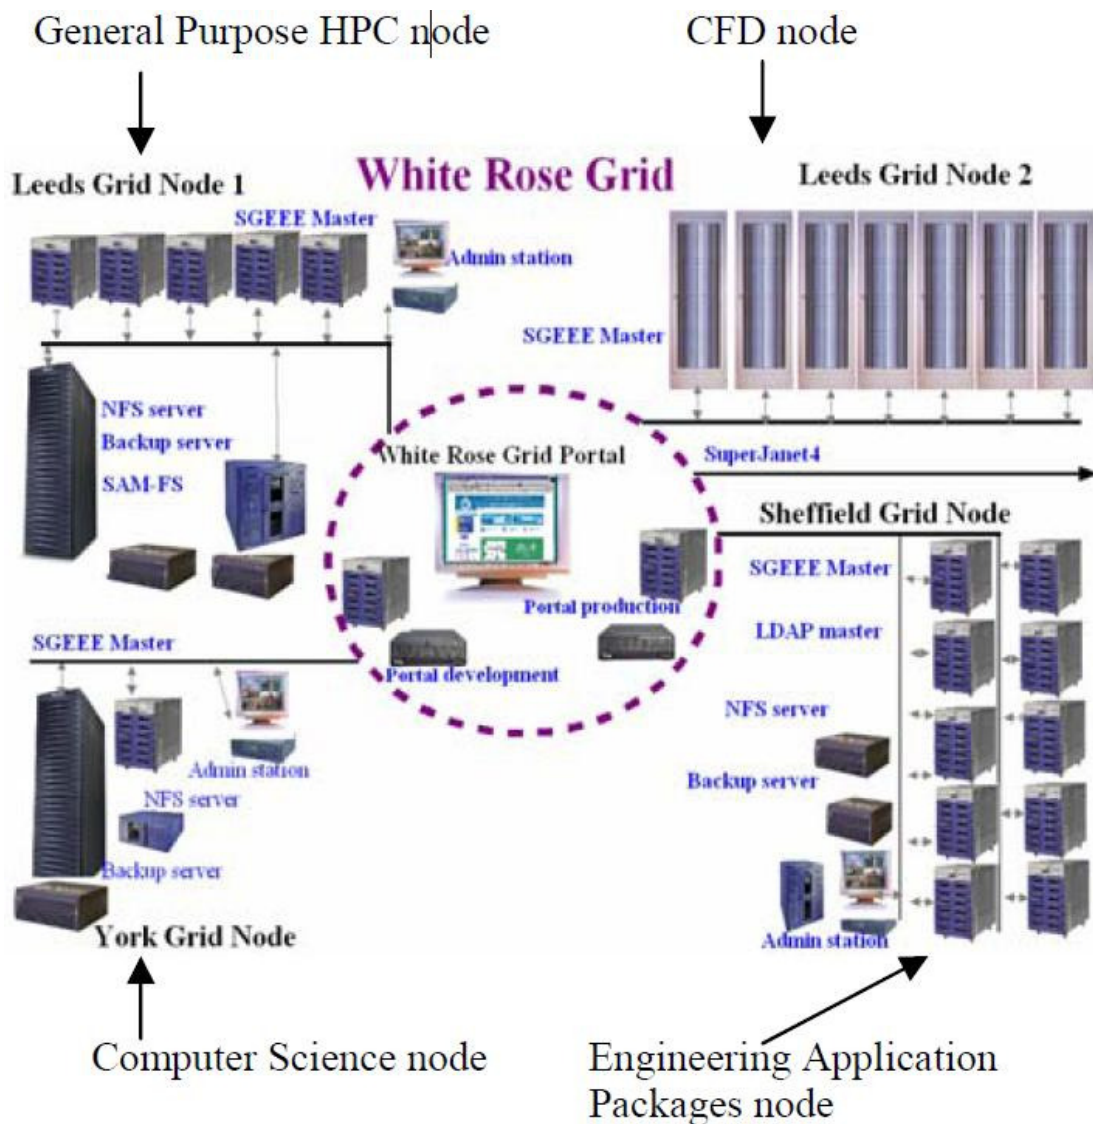 General Purpose HPC node
CFD node
White Rose Grid
Leeds Grid Node 1
Leeds Grid Node 2
SGEEE Master
Admin station
SGEEE Master
NFS server
Backup server
SAM-FS
White Rose Grid Portal
SuperJanet4
Sheffield Grid Node
SGEEE Master
Portal production
LDAP master
SGEEE Master
Portal development
NFS server
Admin station
Backup server
NFS server
Backup server
York Grid Node
Admin station
Computer Science node
Engineering Application
Packages node